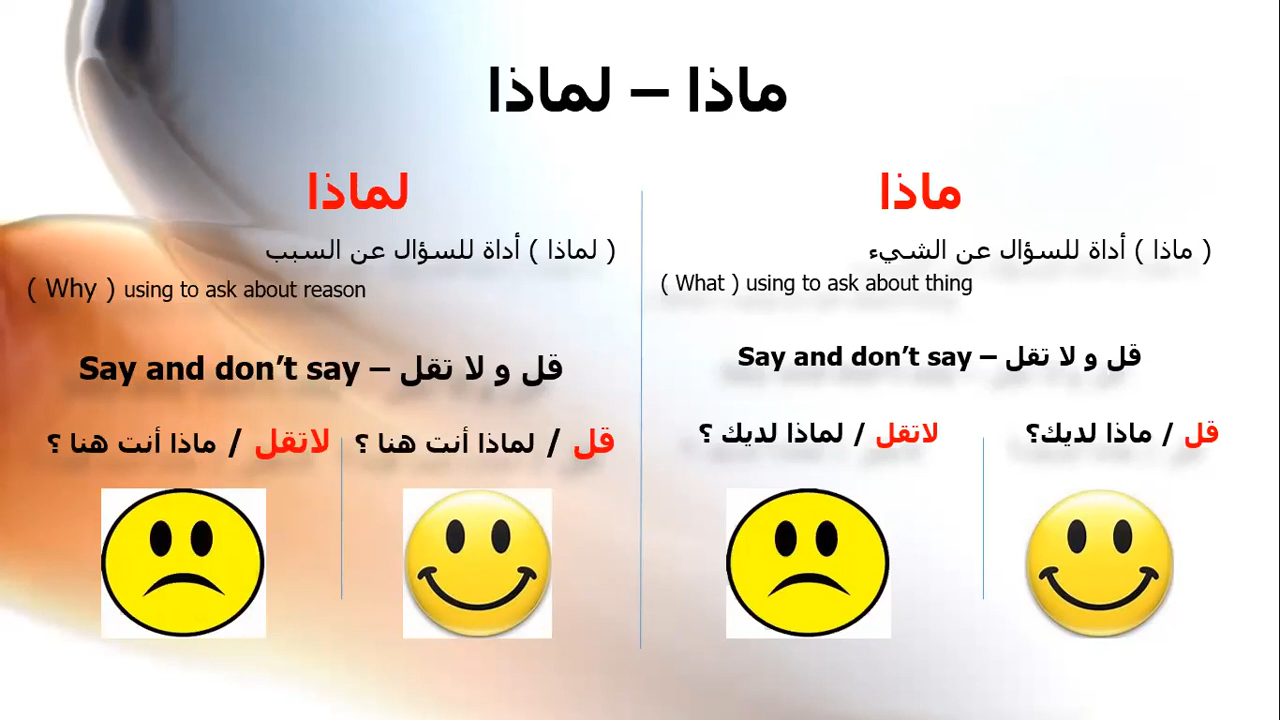 ماذا – لماذا
ماذا
( ماذا ) أداة للسؤال عن الشيء
( What ) using to ask about thing
قل و لا تقل – Say and don’t say
قل / ماذا لديك؟
لاتقل / لماذا لديك ؟
لماذا
( لماذا ) أداة للسؤال عن السبب
( Why ) using to ask about reason
قل و لا تقل – Say and don’t say
قل / لماذا أنت هنا ؟
لاتقل / ماذا أنت هنا ؟